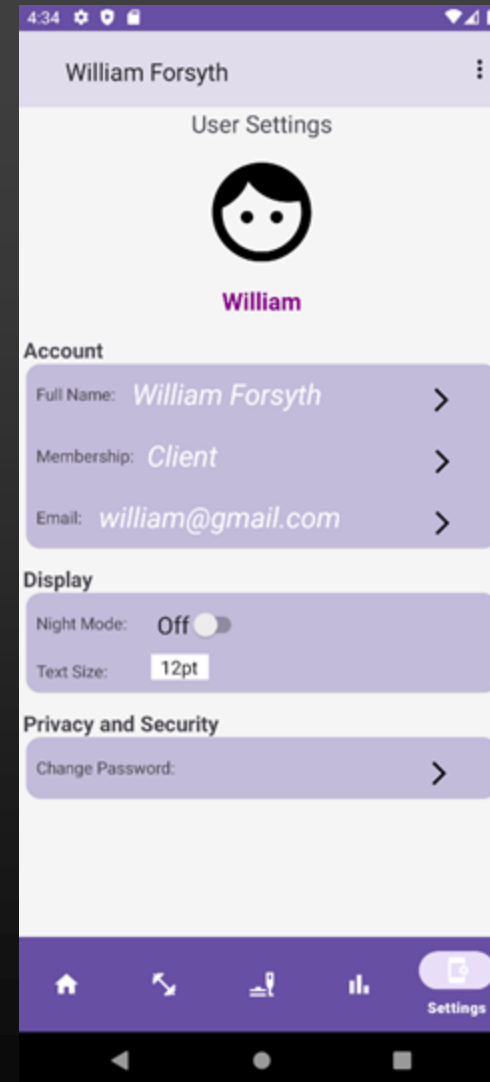 4:34
William Forsyth
User Settings
William
Account
Full Name: William Forsyth
Membership: Client
Email: william@gmail.com
Display
Night Mode: Off
Text Size: 12pt
Privacy and Security
Change Password:
Settings